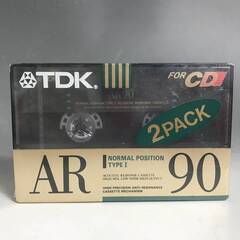 TDK
FOR CD
2PACK
AR
NORMAL POSITION
TYPE I
90
HIGH PRECISION ANTI-RESONANCE
CASSETTE MECHANISM